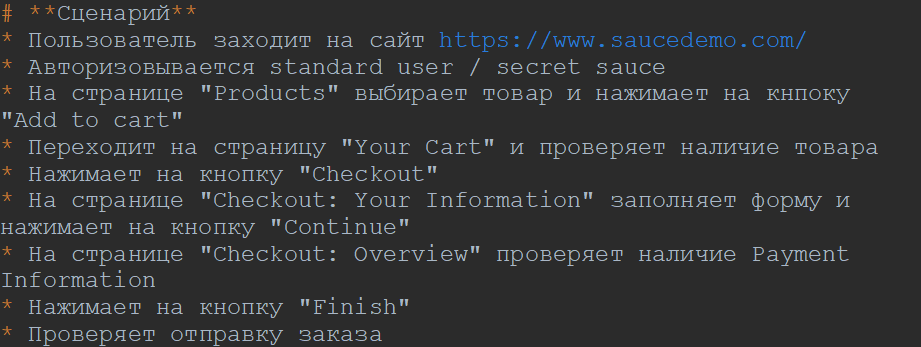 # **Сценарий**
* Пользователь заходит на сайт https://www.saucedemo.com/
* Авторизовывается standard user / secret sauce
* На странице "Products" выбирает товар и нажимает на кнпоку
"Add to cart"
* Переходит на страницу "Your Cart" и проверяет наличие товара
* Нажимает на кнопку "Checkout"
* На странице "Checkout: Your Information" заполняет форму и
нажимает на кнопку "Continue"
* На странице "Checkout: Overview" проверяет наличие Payment
Information
* Нажимает на кнопку "Finish"
* Проверяет отправку заказа